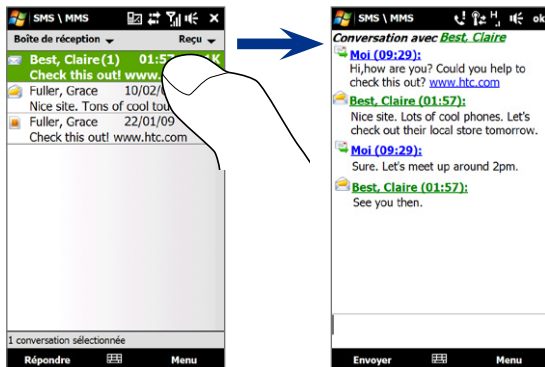 SMS \ MMS
Boîte de réception Reçu
Best, Claire (1) 01:57
Check this out! www.
Fuller, Grace 10/02/
Nice site. Tons of cool
Fuller, Grace 22/01/09
Check this out! www.htc.com
1 conversation sélectionnée
Répondre Menu
SMS \ MMS ok
Conversation avec Best, Claire
Moi (09:29):
Hi,how are you? Could you help to
check this out? www.htc.com
Best, Claire (01:57):
Nice site. Lots of cool phones. Let's
check out their local store tomorrow.
Moi (09:29):
Sure. Let's meet up around 2pm.
Best, Claire (01:57):
See you then.
Envoyer Menu